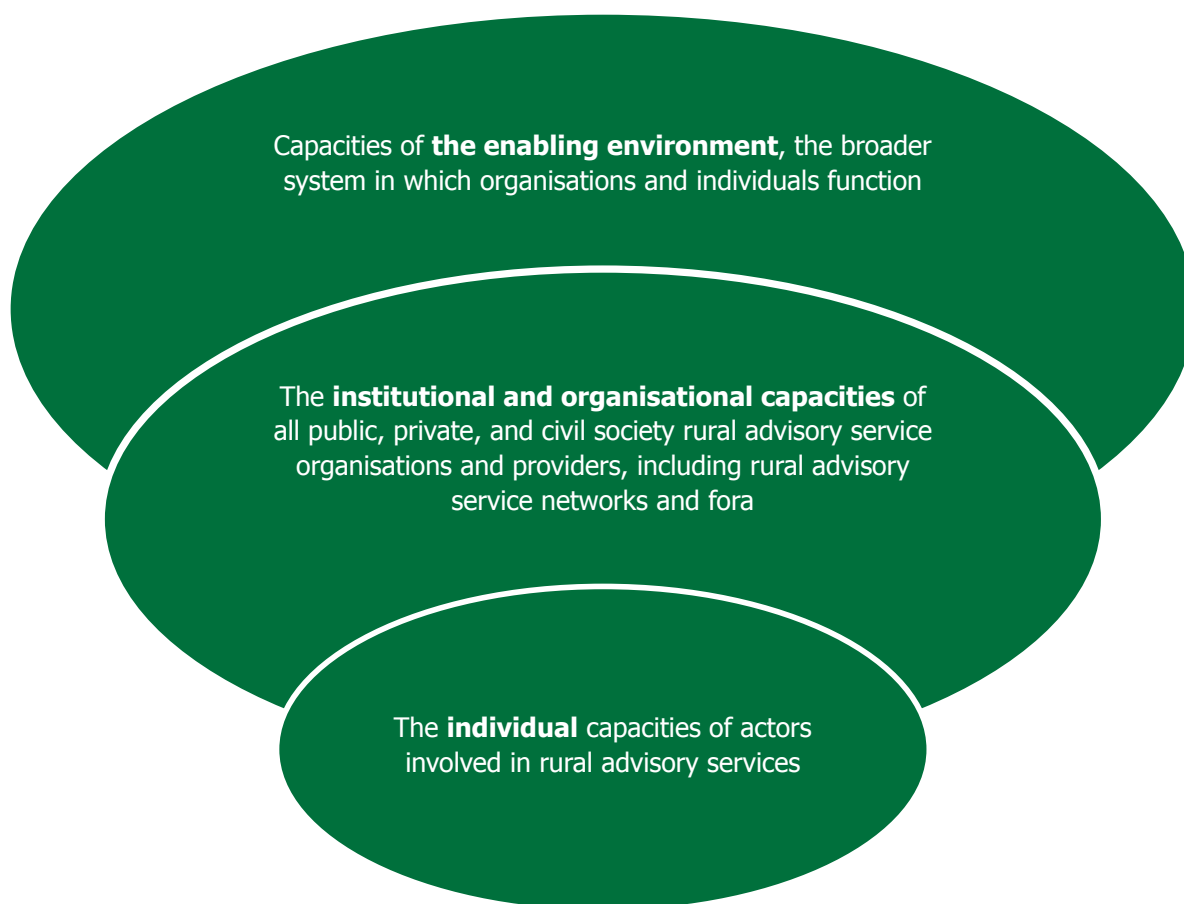 Capacities of the enabling environment, the broader
system in which organisations and individuals function
The institutional and organisational capacities of
all public, private, and civil society rural advisory service
organisations and providers, including rural advisory
service networks and fora
The individual capacities of actors
involved in rural advisory services